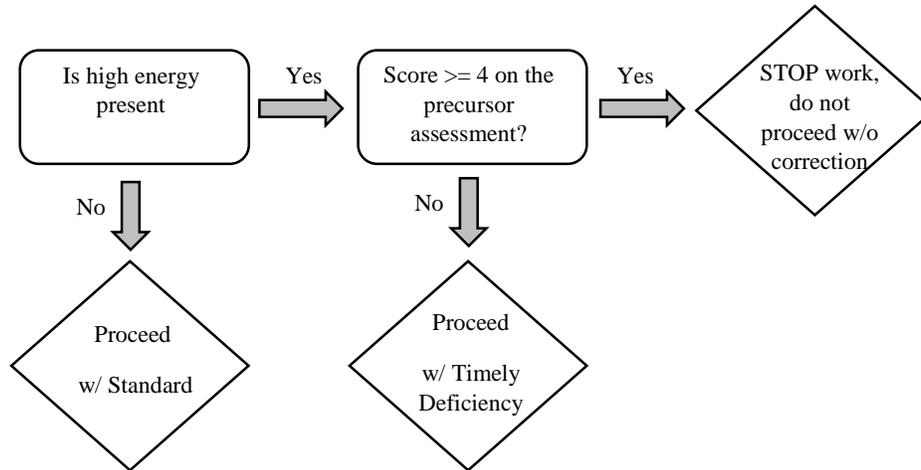 Is high energy
present
Yes
Score >= 4 on the
precursor
assessment?
Yes
STOP work,
do not
proceed w/o
correction
No
No
Proceed
w/ Standard
Proceed
w/ Timely
Deficiency